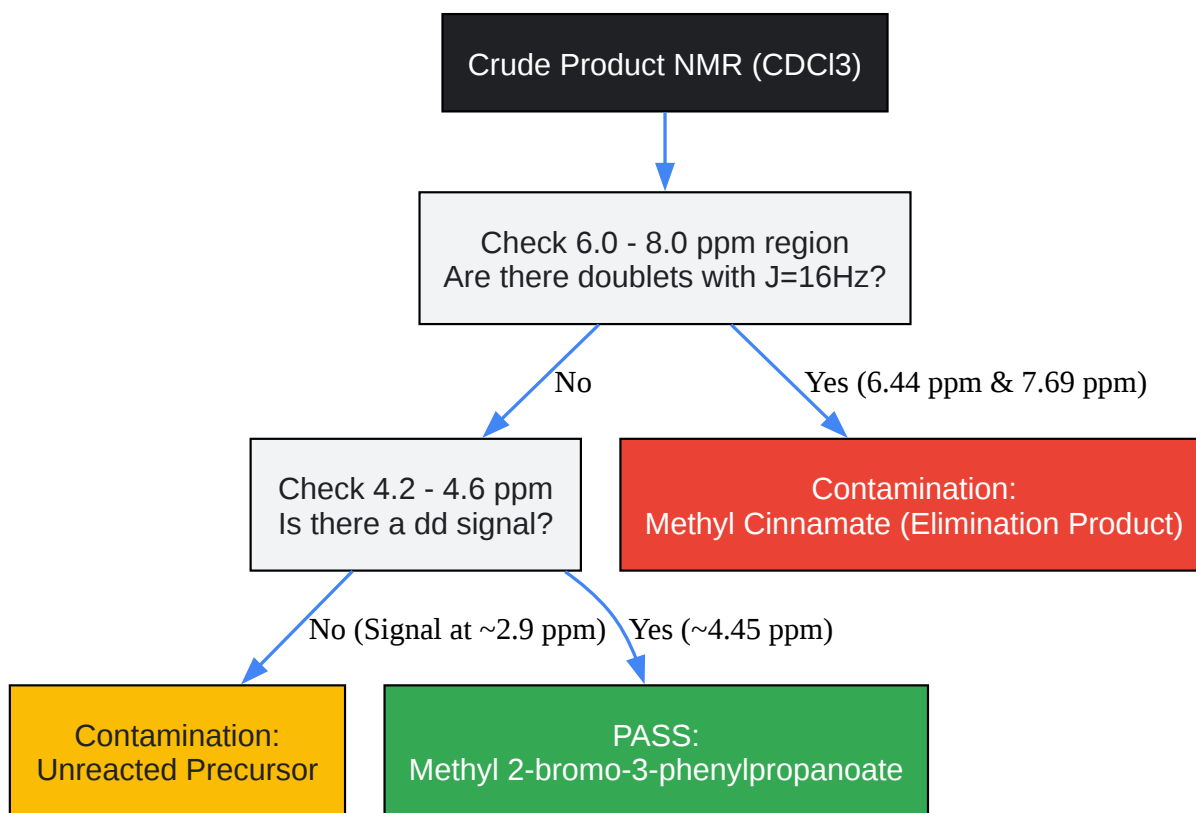 Crude Product NMR (CDCl3)
Check 6.0 - 8.0 ppm region
Are there doublets with J=16Hz?
No
Yes (6.44 ppm & 7.69 ppm)
Check 4.2 - 4.6 ppm
Is there a dd signal?
Contamination:
Methyl Cinnamate (Elimination Product)
No (Signal at ~2.9 ppm)
Yes (~4.45 ppm)
Contamination:
Unreacted Precursor
PASS:
Methyl 2-bromo-3-phenylpropanoate